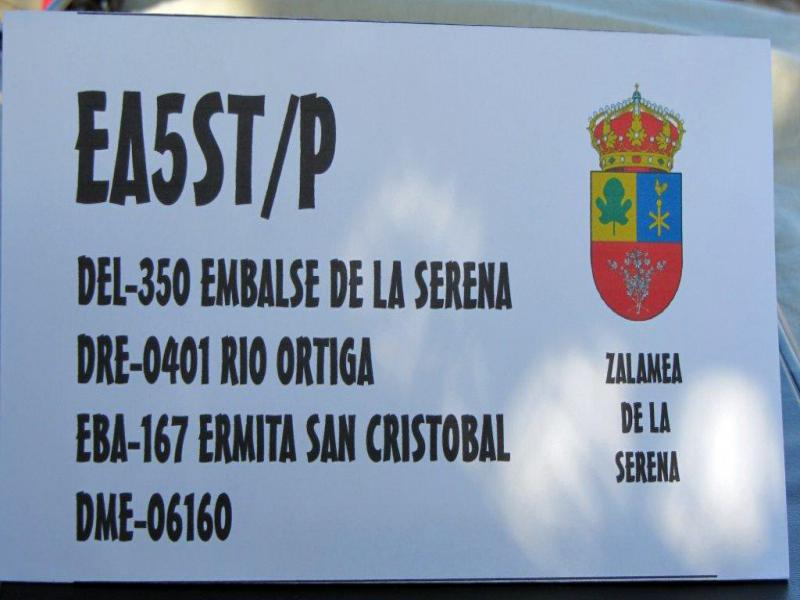 EA5ST/P
DEL-350 EMBALSE DE LA SERENA
DRE-0401 RIO ORTIGA
EBA-167 ERMITA SAN CRISTOBAL
DME-06160
ZALAMEA
DE LA
SERENA